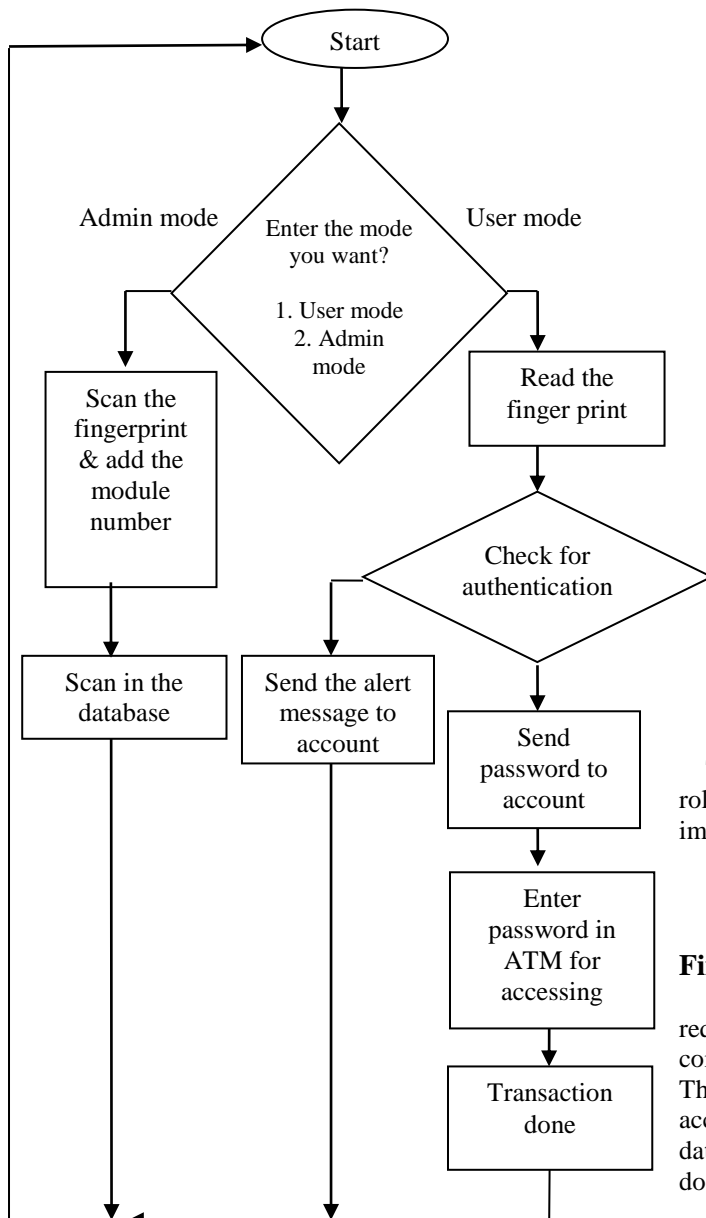 Start
Admin mode
User mode
Enter the mode
you want?
1. User mode
2. Admin
mode
Scan the
fingerprint
& add the
module
number
Read the
finger print
Check for
authentication
Scan in the
database
Send the alert
message to
account
Send
password to
account
Enter
password in
ATM for
accessing
Transaction
done